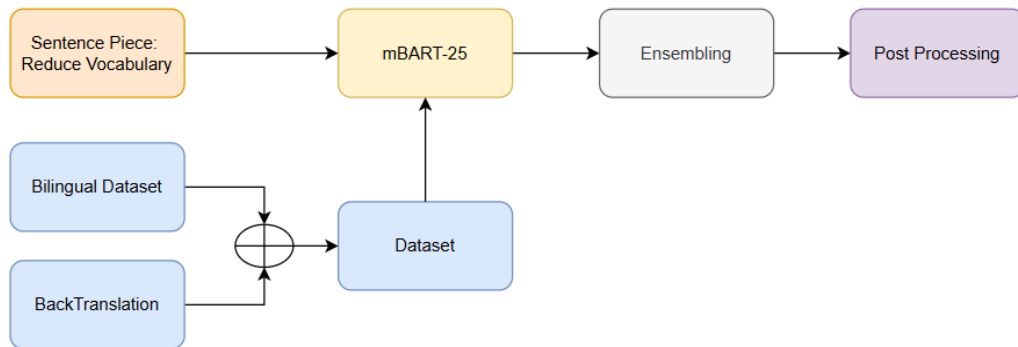 Sentence Piece:
Reduce Vocabulary
mBART-25
Ensembling
Post Processing
Bilingual Dataset
Dataset
BackTranslation